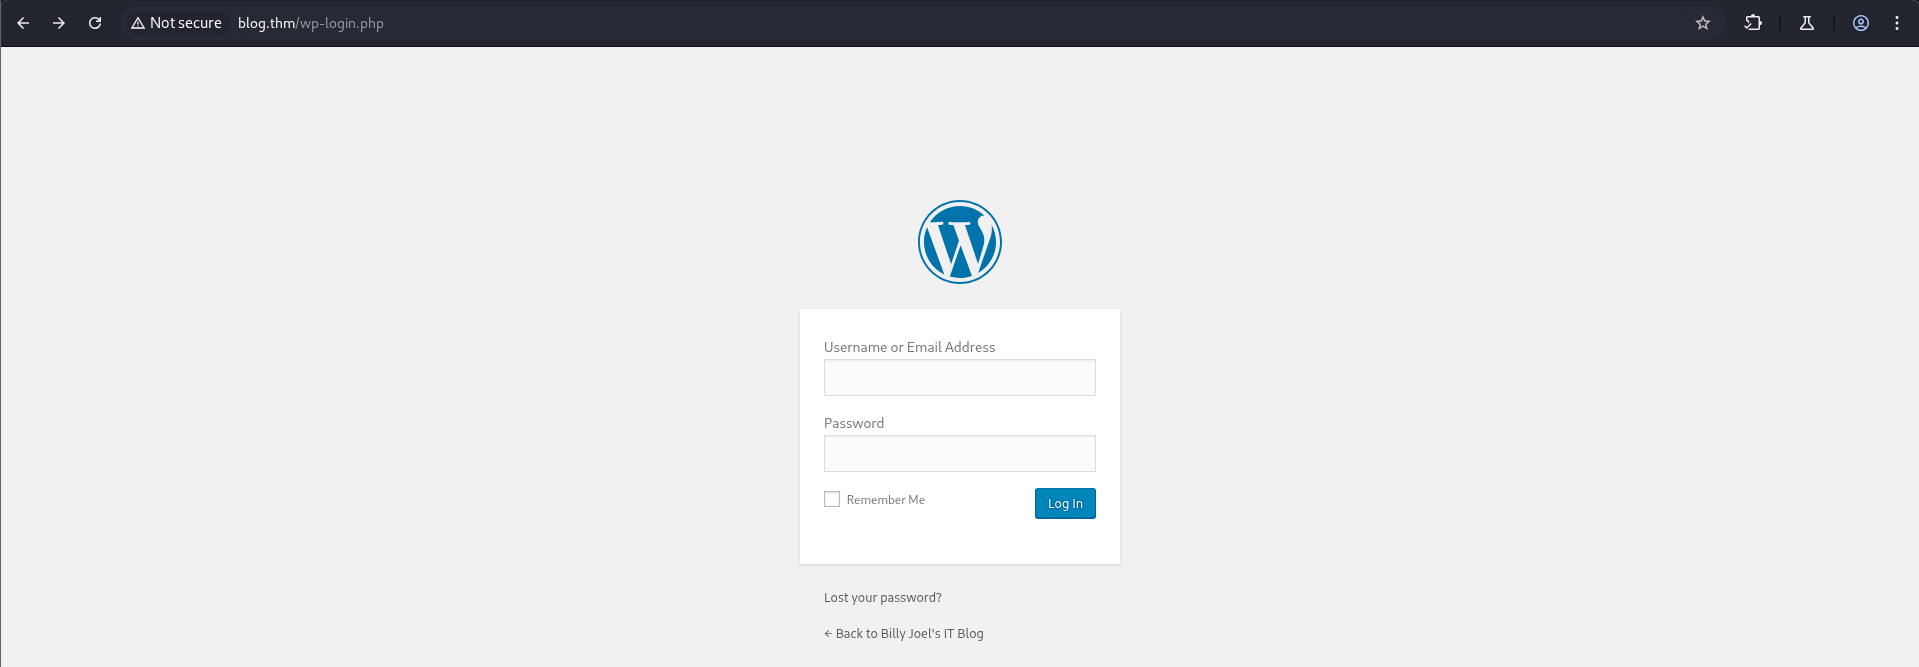 Not secure blog.thm/wp-login.php
Username or Email Address
Password
Remember Me Log In
Lost your password?
← Back to Billy Joel's IT Blog